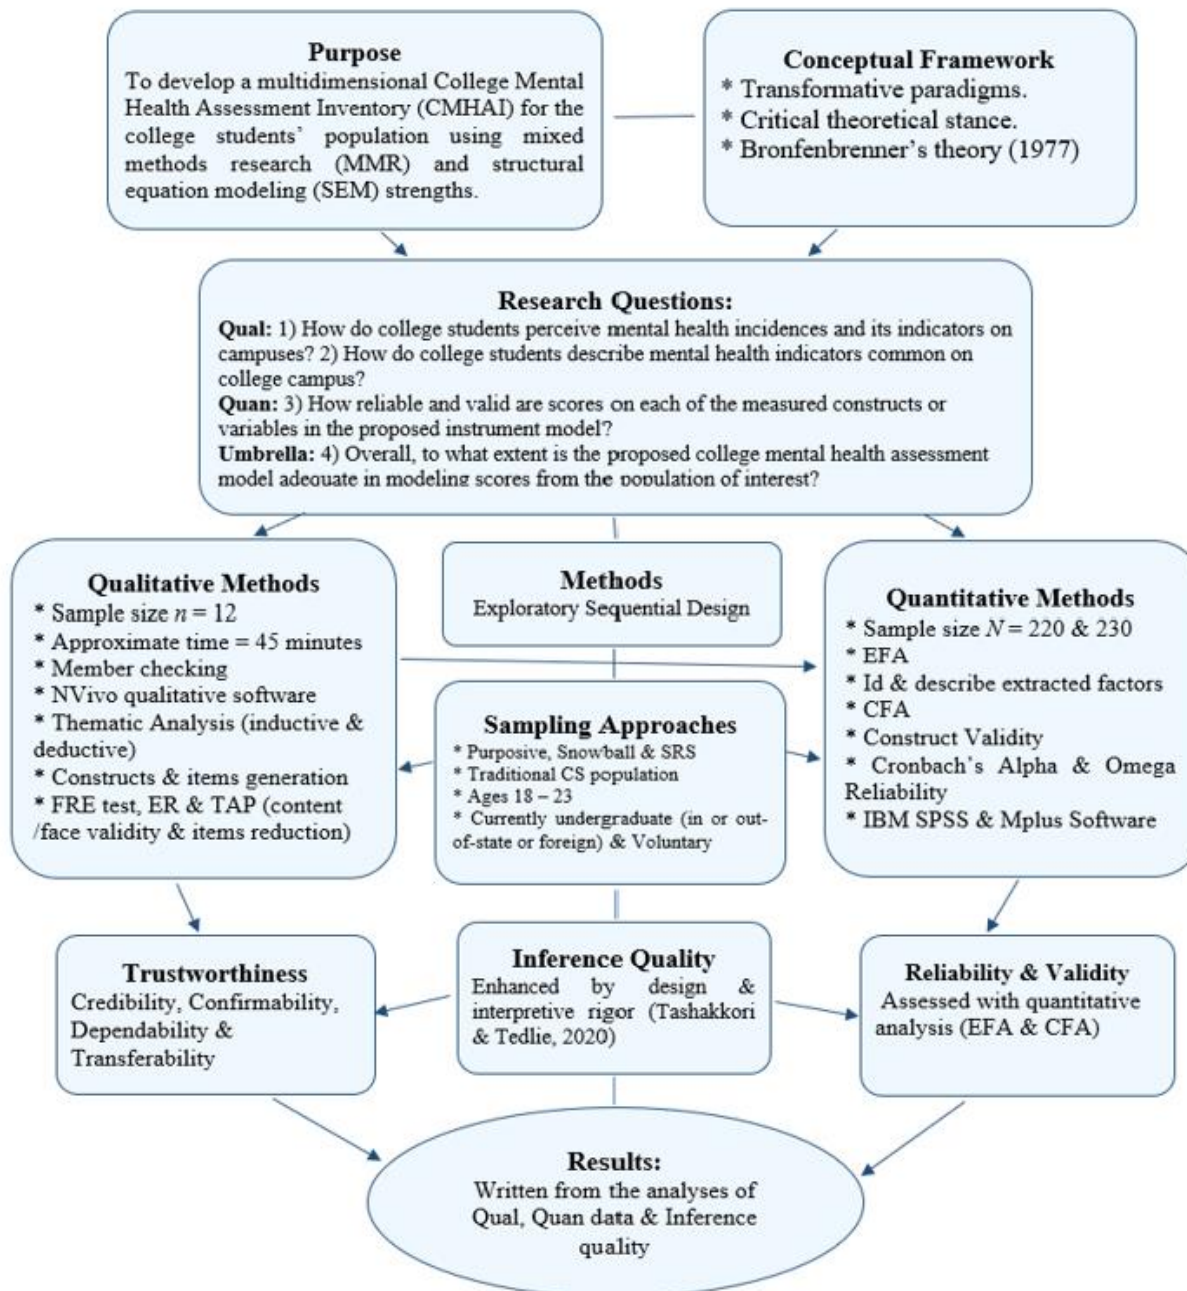 Purpose
To develop a multidimensional College Mental
Health Assessment Inventory (CMHAI) for the
college students’ population using mixed
methods research (MMR) and structural
equation modeling (SEM) strengths.
Conceptual Framework
* Transformative paradigms.
* Critical theoretical stance.
* Bronfenbrenner’s theory (1977)
Research Questions:
Qual: 1) How do college students perceive mental health incidences and its indicators on
campuses? 2) How do college students describe mental health indicators common on
college campus?
Quan: 3) How reliable and valid are scores on each of the measured constructs or
variables in the proposed instrument model?
Umbrella: 4) Overall, to what extent is the proposed college mental health assessment
model adequate in modeling scores from the population of interest?
Qualitative Methods
* Sample size n = 12
* Approximate time = 45 minutes
* Member checking
* NVivo qualitative software
* Thematic Analysis (inductive &
deductive)
* Constructs & items generation
* FRE test, ER & TAP (content
/face validity & items reduction)
Methods
Exploratory Sequential Design
Sampling Approaches
* Purposive, Snowball & SRS
* Traditional CS population
* Ages 18 – 23
* Currently undergraduate (in or out-
of-state or foreign) & Voluntary
Quantitative Methods
* Sample size N = 220 & 230
* EFA
* Id & describe extracted factors
* CFA
* Construct Validity
* Cronbach’s Alpha & Omega
Reliability
* IBM SPSS & Mplus Software
Trustworthiness
Credibility, Confirmability,
Dependability &
Transferability
Inference Quality
Enhanced by design &
interpretive rigor (Tashakkori
& Tedlie, 2020)
Reliability & Validity
Assessed with quantitative
analysis (EFA & CFA)
Results:
Written from the analyses of
Qual, Quan data & Inference
quality